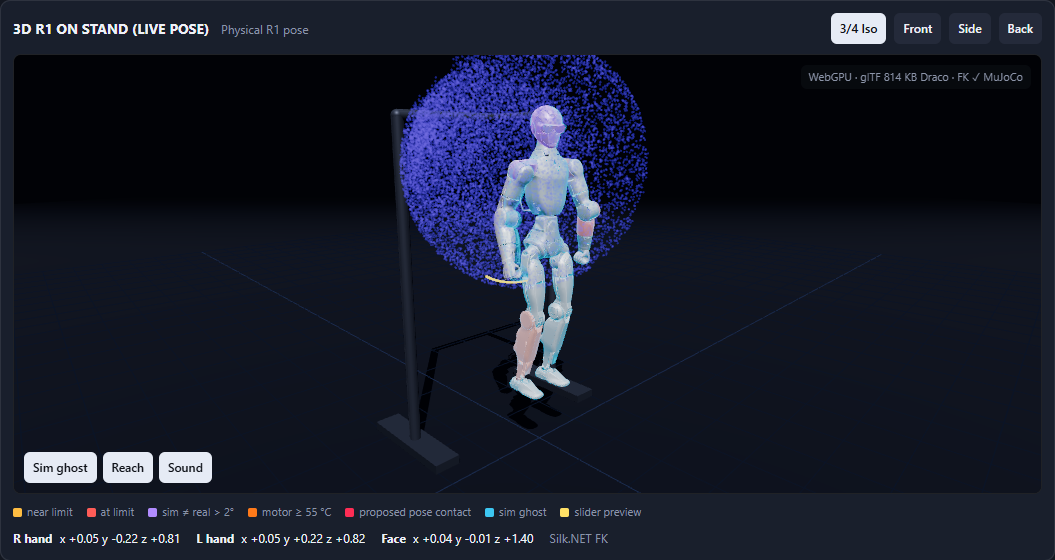 3D R1 ON STAND (LIVE POSE) Physical R1 pose 3/4 Iso Front Side Back
WebGPU · glTF 814 KB Draco · FK ✓ MuJoCo
Sim ghost Reach Sound
near limit at limit sim ≠ real > 2° motor ≥ 55 °C proposed pose contact sim ghost slider preview
R hand x +0.05 y -0.22 z +0.81 L hand x +0.05 y +0.22 z +0.82 Face x +0.04 y -0.01 z +1.40 Silk.NET FK